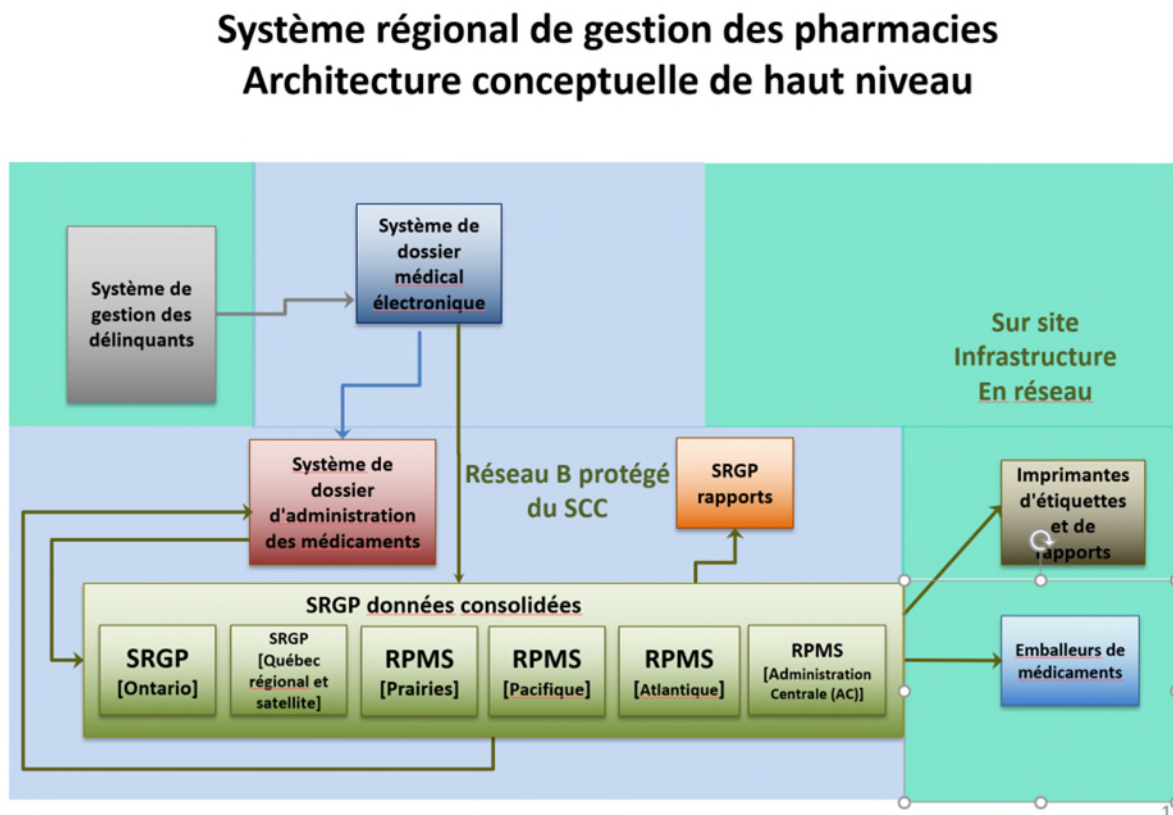 Système régional de gestion des pharmacies
Architecture conceptuelle de haut niveau
Système de
gestion des
délinquants
Système de
dossier
médical
électronique
Sur site
Infrastructure
En réseau
Système de
dossier
d'administration
des médicaments
Réseau B protégé
du SCC
SRGP
rapports
Imprimantes
d'étiquettes
et de
rapports
SRGP données consolidées
SRGP
[Ontario]
SRGP
[Québec
régional et
satellite]
RPMS
[Prairies]
RPMS
[Pacifique]
RPMS
[Atlantique]
RPMS
[Administration
Centrale (AC)]
Emballeurs de
médicaments
1